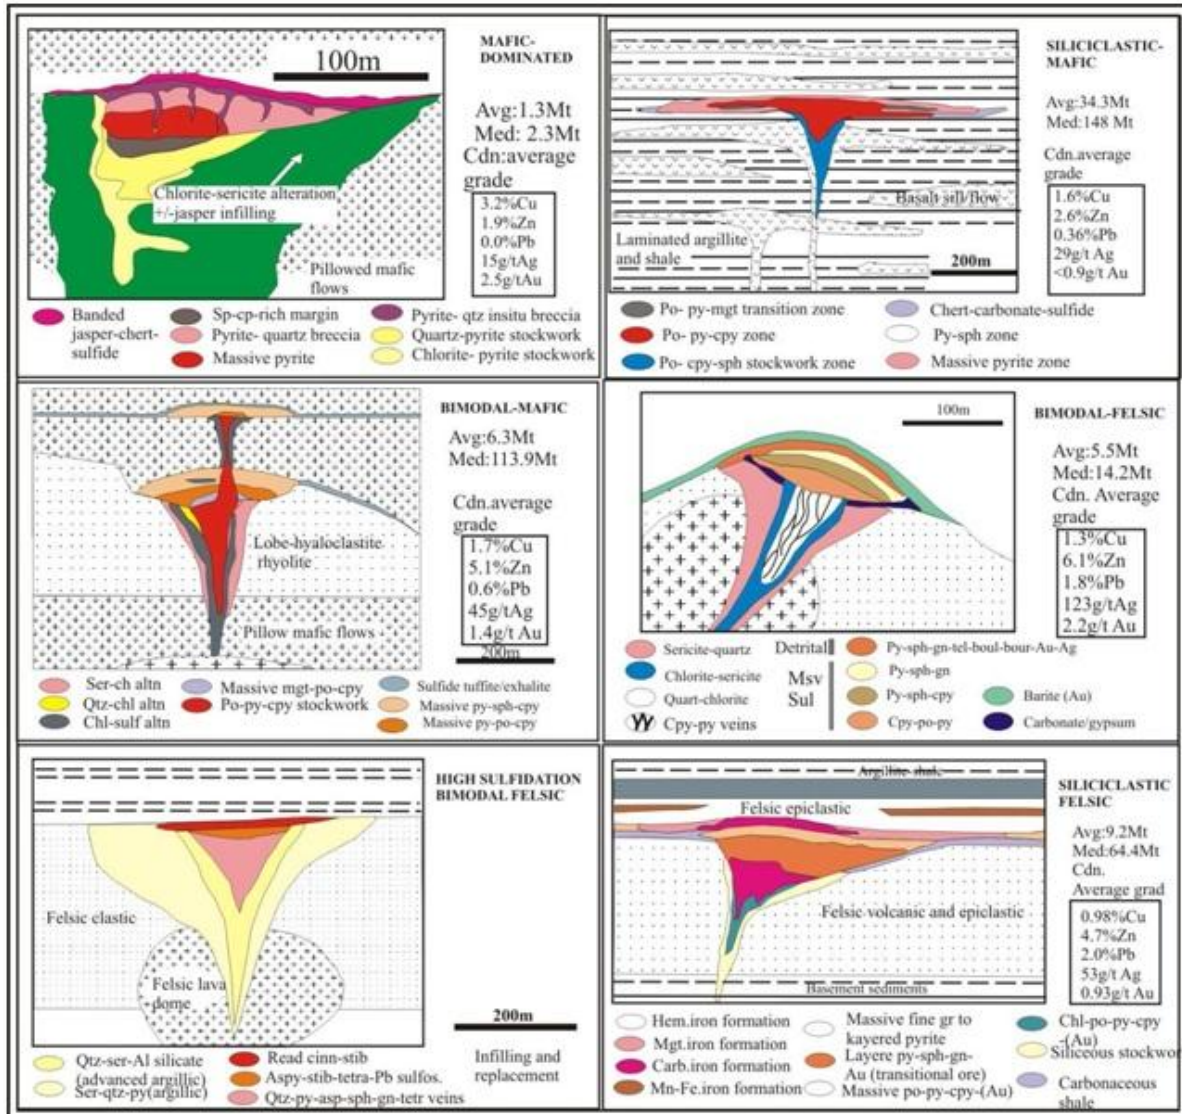 MAFIC-
DOMINATED
100m
Avg:1.3Mt
Med: 2.3Mt
Cdn:average
grade
3.2%Cu
1.9%Zn
0.0%Pb
15g/tAg
2.5g/tAu
Chlorite-sericite alteration
+/-jasper infilling
Pillowed mafic
flows
Banded
jasper-chert-
sulfide
Sp-cp-rich margin
Pyrite- quartz breccia
Massive pyrite
Pyrite- qtz insitu breccia
Quartz-pyrite stockwork
Chlorite- pyrite stockwork
SILICICLASTIC-
MAFIC
Avg:34.3Mt
Med:148 Mt
Cdn.average
grade
1.6%Cu
2.6%Zn
0.36%Pb
29g/t Ag
<0.9g/t Au
Basalt sill/flow
Laminated argillite
and shale
200m
Po- py-mgt transition zone
Po- py-cpy zone
Po- cpy-sph stockwork zone
Chert-carbonate-sulfide
Py-sph zone
Massive pyrite zone
BIMODAL-MAFIC
Avg:6.3Mt
Med:113.9Mt
Cdn.average
grade
1.7%Cu
5.1%Zn
0.6%Pb
45g/tAg
1.4g/t Au
200m
Lobe-hyaloclastite
rhyolite
Pillow mafic flows
Ser-ch altn
Qtz-chl altn
Chl-sulf altn
Massive mgt-po-cpy
Po-py-cpy stockwork
Sulfide tuffite/exhalite
Massive py-sph-cpy
Massive py-po-cpy
100m
BIMODAL-FELSIC
Avg:5.5Mt
Med:14.2Mt
Cdn. Average
grade
1.3%Cu
6.1%Zn
1.8%Pb
123g/tAg
2.2g/t Au
Sericite-quartz
Chlorite-sericite
Quart-chlorite
Cpy-py veins
Detrital
Msv
Sul
Py-sph-gn-tel-boul-bour-Au-Ag
Py-sph-gn
Py-sph-cpy
Cpy-po-py
Barite (Au)
Carbonate/gypsum
HIGH SULFIDATION
BIMODAL FELSIC
Felsic clastic
Felsic lava
dome
200m
Infilling and
replacement
Qtz-ser-Al silicate
(advanced argillic)
Ser-qtz-py(argillic)
Read cinn-stib
Aspy-stib-tetra-Pb sulfos.
Qtz-py-asp-sph-gn-tetr veins
SILICICLASTIC
FELSIC
Argillite shale
Felsic epiclastic
Avg:9.2Mt
Med:64.4Mt
Cdn.
Average grad
0.98%Cu
4.7%Zn
2.0%Pb
53g/t Ag
0.93g/t Au
Felsic volcanic and epiclastic
Basement sediments
Hem.iron formation
Mgt.iron formation
Carb.iron formation
Mn-Fe.iron formation
Massive fine gr to
kayered pyrite
Layere py-sph-gn-
Au (transitional ore)
Massive po-py-cpy-(Au)
Chl-po-py-cpy
-(Au)
Siliceous stockwor
Carbonaceous
shale